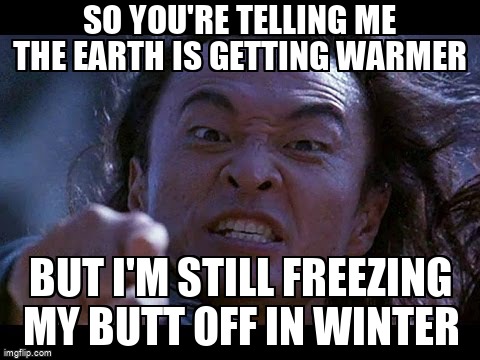 SO YOU'RE TELLING ME
THE EARTH IS GETTING WARMER
BUT I'M STILL FREEZING
MY BUTT OFF IN WINTER
imgflip.com